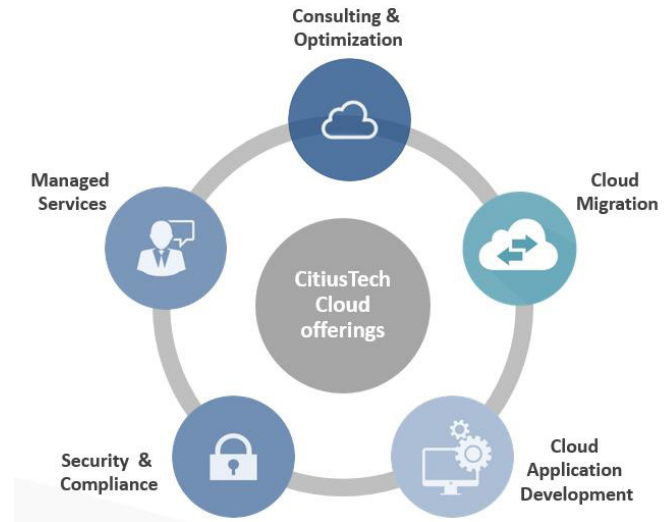 Consulting &
Optimization
Managed
Services
Cloud
Migration
CitiusTech
Cloud
offerings
Security &
Compliance
Cloud
Application
Development